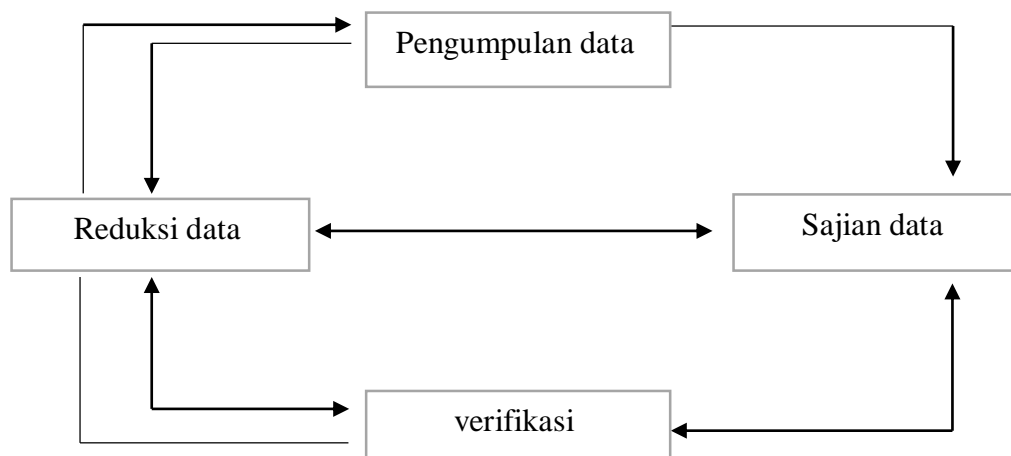 Pengumpulan data
Reduksi data
Sajian data
verifikasi